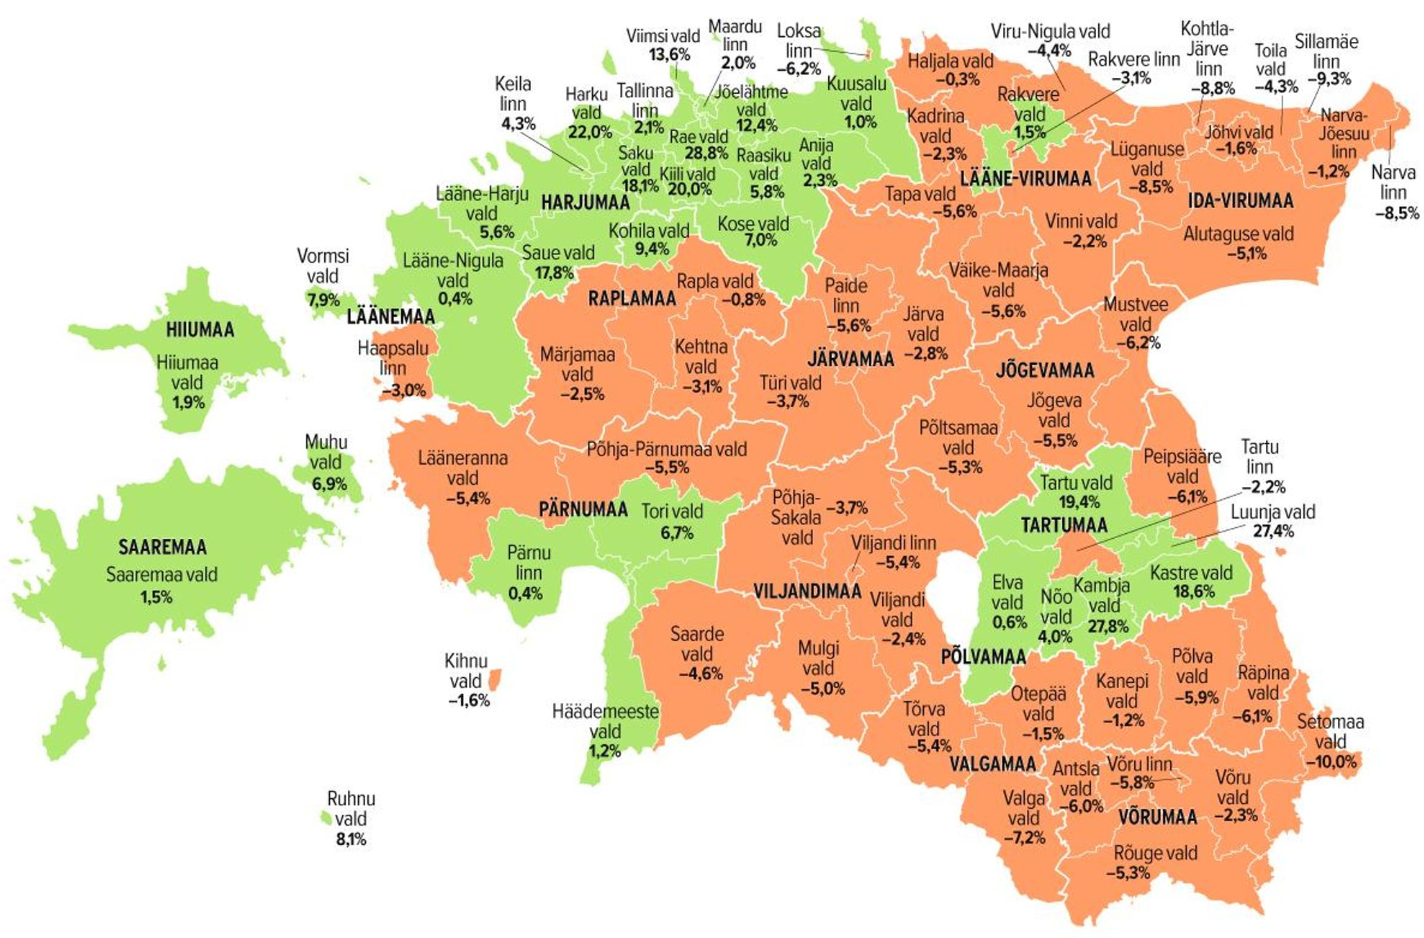 Viimsi vald
13,6%
Maardu
linn
2,0%
Loksa
linn
–6,2%
Keila
linn
4,3%
Harku
vald
22,0%
Tallinna
linn
2,1%
Jõelähtme
vald
12,4%
Kuusalu
vald
1,0%
Rae vald
28,8%
Saku
vald
18,1%
Kiili vald
20,0%
Raasiku
vald
5,8%
Anija
vald
2,3%
HARJUMAA
Lääne-Harju
vald
5,6%
Kohila vald
9,4%
Kose vald
7,0%
Saue vald
17,8%
Haljala vald
–0,3%
Viru-Nigula vald
–4,4%
Rakvere linn
–3,1%
Rakvere
vald
1,5%
Kadrina
vald
–2,3%
LÄÄNE-VIRUMAA
Tapa vald
–5,6%
Vinni vald
–2,2%
Väike-Maarja
vald
–5,6%
Kohtla-
Järve
linn
–8,8%
Toila
vald
–4,3%
Sillamäe
linn
–9,3%
Narva-
Jõesuu
linn
–1,2%
Narva
linn
–8,5%
Jõhvi vald
–1,6%
Lüganuse
vald
–8,5%
IDA-VIRUMAA
Alutaguse vald
–5,1%
Vormsi
vald
7,9%
Lääne-Nigula
vald
0,4%
LÄÄNEMAA
Haapsalu
linn
–3,0%
HIIUMAA
Hiiumaa
vald
1,9%
Rapla vald
–0,8%
RAPLAMAA
Märjamaa
vald
–2,5%
Kehtna
vald
–3,1%
Paide
linn
–5,6%
Järva
vald
–2,8%
JÄRVAMAA
Türi vald
–3,7%
Mustvee
vald
–6,2%
JÕGEVAMAA
Jõgeva
vald
–5,5%
Põltsamaa
vald
–5,3%
Muhu
vald
6,9%
SAAREMAA
Saaremaa vald
1,5%
Ruhnu
vald
8,1%
Lääneranna
vald
–5,4%
Põhja-Pärnumaa vald
–5,5%
PÄRNUMAA
Tori vald
6,7%
Pärnu
linn
0,4%
Kihnu
vald
–1,6%
Saarde
vald
–4,6%
Häädemeeste
vald
1,2%
Põhja-
Sakala
vald
–3,7%
Viljandi linn
–5,4%
VILJANDIMAA
Viljandi
vald
–2,4%
Mulgi
vald
–5,0%
Peipsiääre
vald
–6,1%
Tartu
linn
–2,2%
Luunja vald
27,4%
Tartu vald
19,4%
TARTUMAA
Elva
vald
0,6%
Nõo
vald
4,0%
Kambja
vald
27,8%
Kastre vald
18,6%
PÕLVAMAA
Põlva
vald
–5,9%
Räpina
vald
–6,1%
Kanepi
vald
–1,2%
Otepää
vald
–1,5%
Tõrva
vald
–5,4%
VALGAMAA
Valga
vald
–7,2%
Setomaa
vald
–10,0%
Antsla
vald
–6,0%
Võru linn
–5,8%
Võru
vald
–2,3%
VÕRUMAA
Rõuge vald
–5,3%